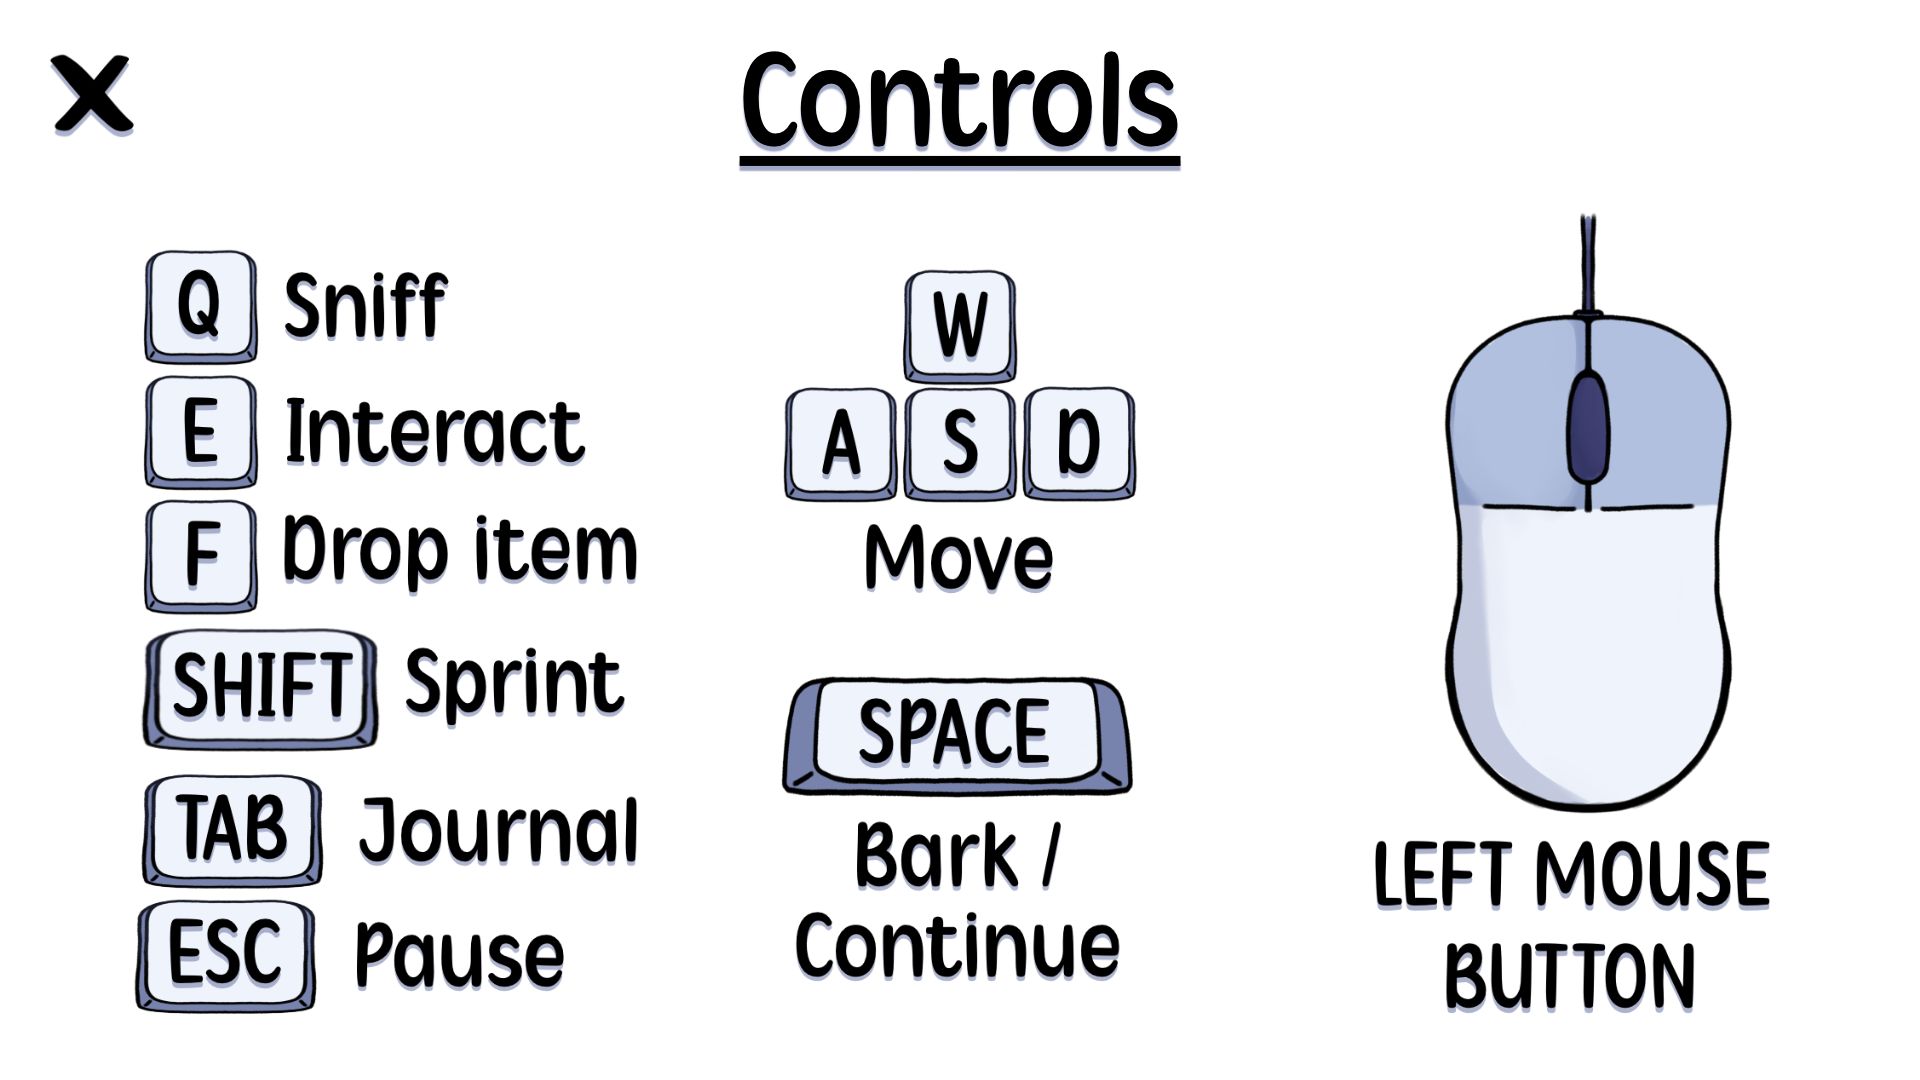 X
Controls
Q Sniff
E Interact
F Drop item
SHIFT Sprint
TAB Journal
ESC Pause
W
A S D
Move
SPACE
Bark /
Continue
LEFT MOUSE
BUTTON